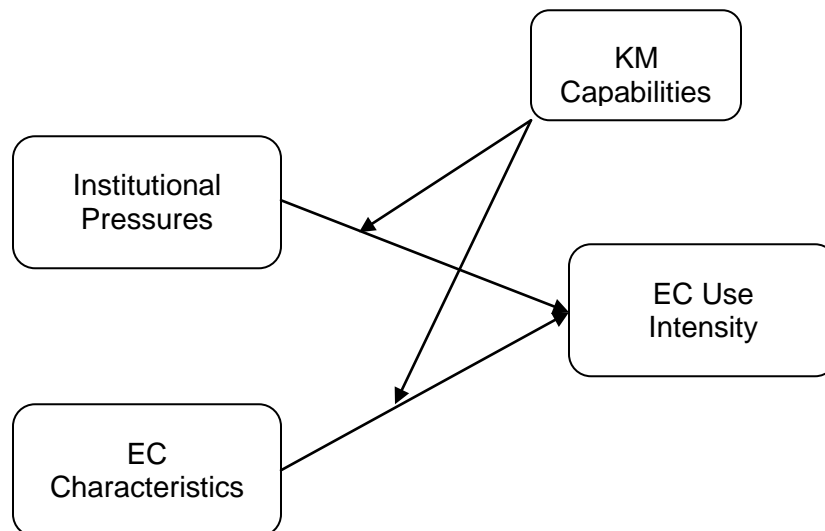 KM
Capabilities
Institutional
Pressures
EC Use
Intensity
EC
Characteristics